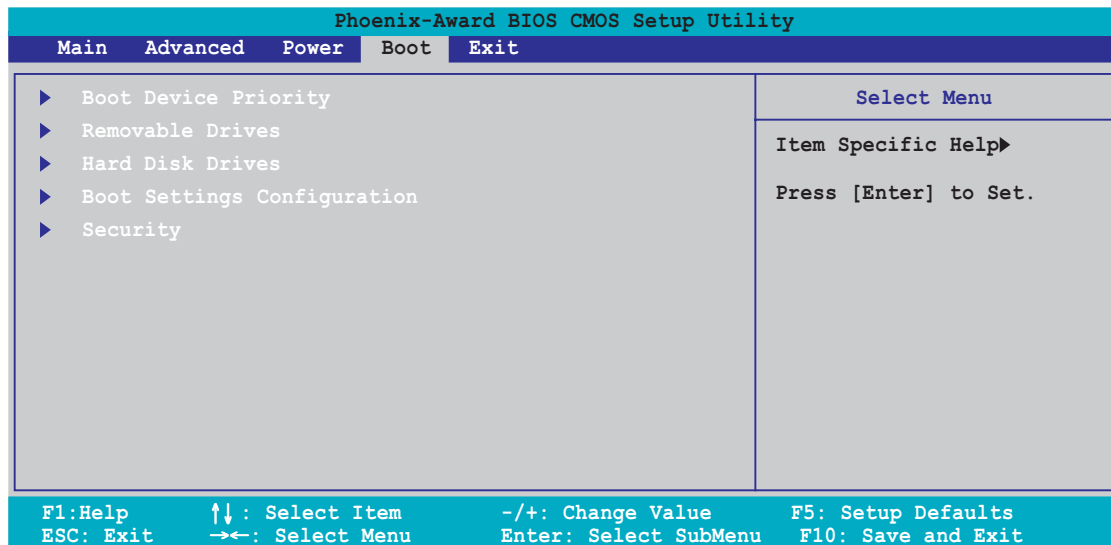 Phoenix-Award BIOS CMOS Setup Utility
Main Advanced Power Boot Exit
Boot Device Priority
Removable Drives
Hard Disk Drives
Boot Settings Configuration
Security
Select Menu
Item Specific Help
Press [Enter] to Set.
F1:Help ↑↓ : Select Item -/+: Change Value F5: Setup Defaults
ESC: Exit →←: Select Menu Enter: Select SubMenu F10: Save and Exit